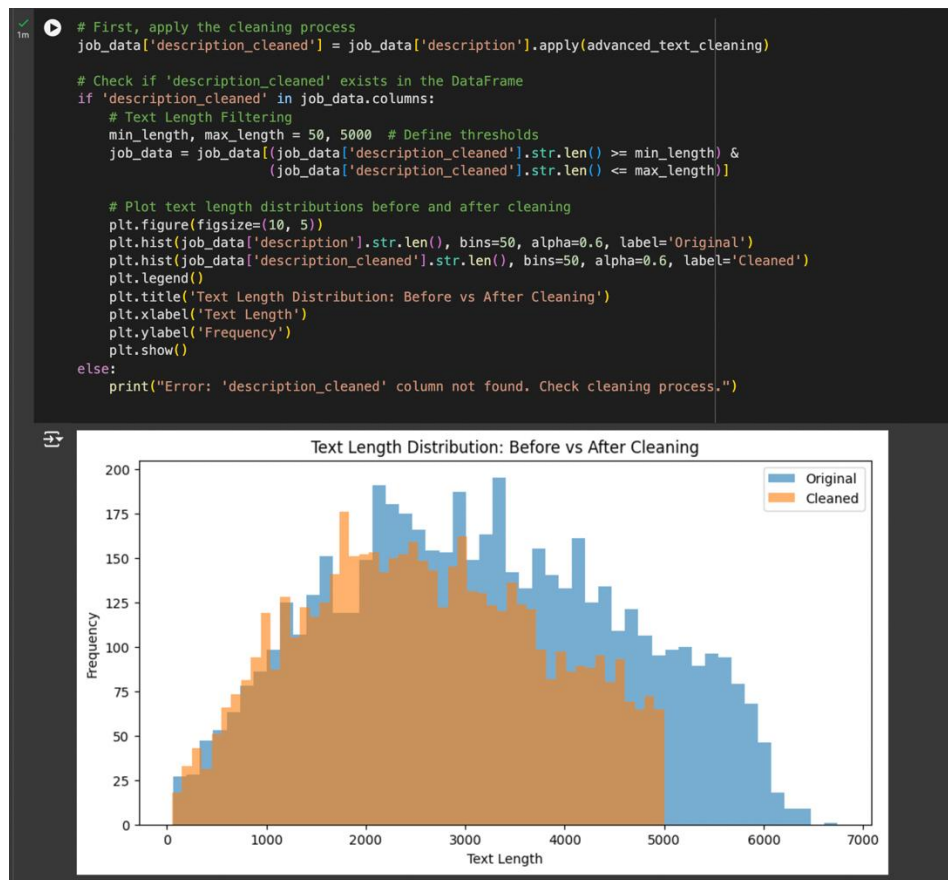 1m
# First, apply the cleaning process
job_data['description_cleaned'] = job_data['description'].apply(advanced_text_cleaning)
# Check if 'description_cleaned' exists in the DataFrame
if 'description_cleaned' in job_data.columns:
    # Text Length Filtering
    min_length, max_length = 50, 5000  # Define thresholds
    job_data = job_data[(job_data['description_cleaned'].str.len() >= min_length) &
                        (job_data['description_cleaned'].str.len() <= max_length)]
    # Plot text length distributions before and after cleaning
    plt.figure(figsize=(10, 5))
    plt.hist(job_data['description'].str.len(), bins=50, alpha=0.6, label='Original')
    plt.hist(job_data['description_cleaned'].str.len(), bins=50, alpha=0.6, label='Cleaned')
    plt.legend()
    plt.title('Text Length Distribution: Before vs After Cleaning')
    plt.xlabel('Text Length')
    plt.ylabel('Frequency')
    plt.show()
else:
    print("Error: 'description_cleaned' column not found. Check cleaning process.")
Text Length Distribution: Before vs After Cleaning
Original
Cleaned
200
175
150
125
100
75
50
25
0
Frequency
0 1000 2000 3000 4000 5000 6000 7000
Text Length